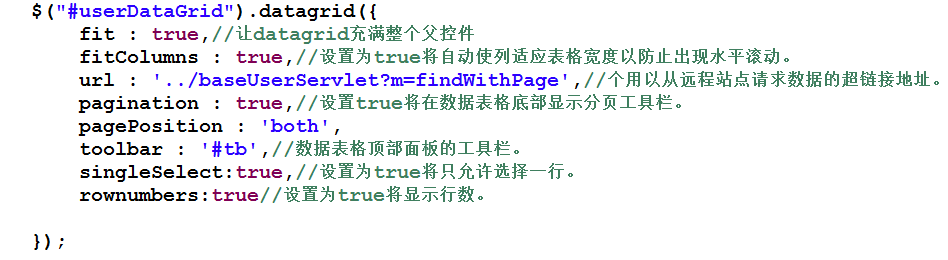 $("#userDataGrid").datagrid({
fit : true,//让datagrid充满整个父控件
fitColumns : true,//设置为true将自动使列适应表格宽度以防止出现水平滚动。
url : '../baseUserServlet?m=findWithPage',//个用以从远程站点请求数据的超链接地址。
pagination : true,//设置true将在数据表格底部显示分页工具栏。
pagePosition : 'both',
toolbar : '#tb',//数据表格顶部面板的工具栏。
singleSelect:true,//设置为true将只允许选择一行。
rownumbers:true//设置为true将显示行数。
});